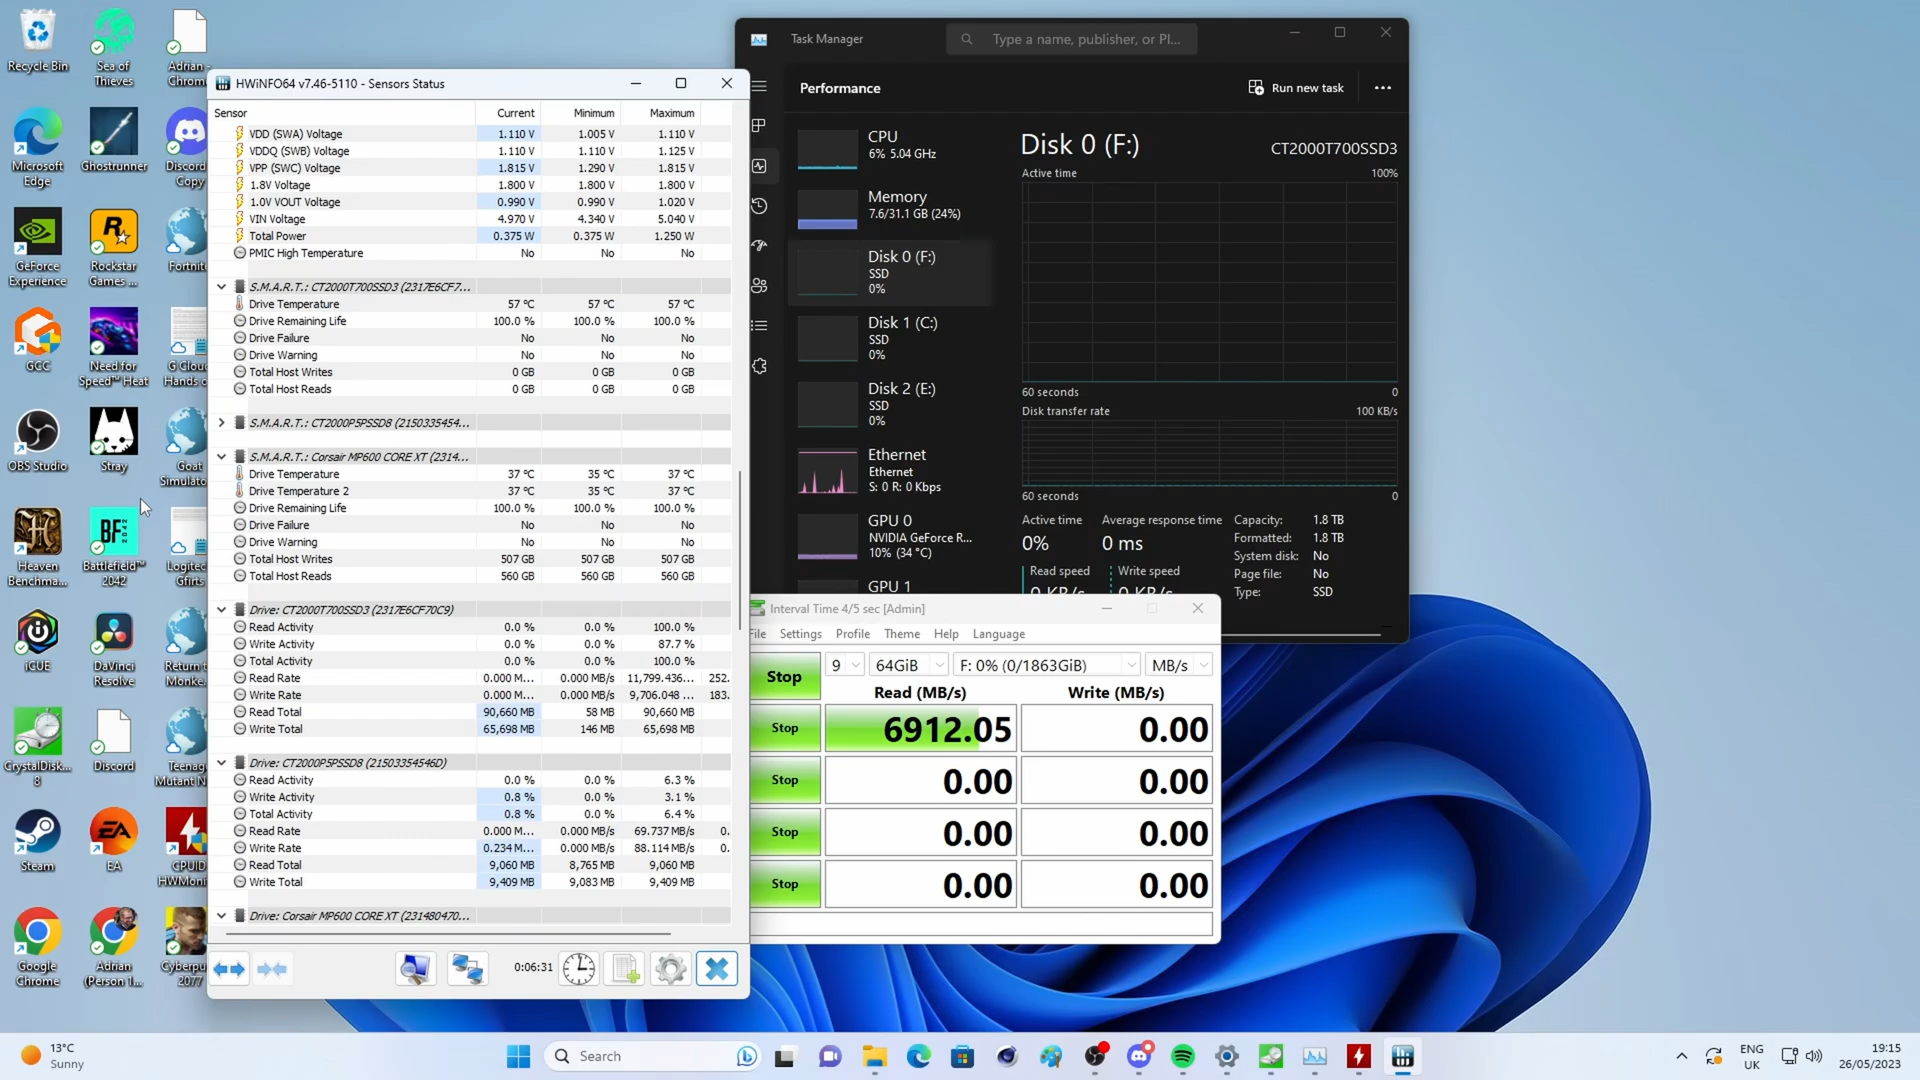 Recycle Bin
Sea of
Thieves
Adrian -
Chrom
Microsoft
Edge
Ghostrunner
Discord
Copy
GeForce
Experience
Rockstar
Games ...
Fortnite
GCC
Need for
Speed™ Heat
G Clou
Hands o
OBS Studio
Stray
Goat
Simulato
Heaven
Benchma...
BF
2042
Battlefield™
2042
Logitec
Gfirts
iCUE
DaVinci
Resolve
Return t
Monke
CrystalDisk...
8
Discord
Teenag
Mutant N
Steam
EA
EA
CPUID
HWMoni
Google
Chrome
Adrian
(Person 1...
Cyberpu
2077
HWiNFO64 v7.46-5110 - Sensors Status
Sensor Current Minimum Maximum
VDD (SWA) Voltage 1.110 V 1.005 V 1.110 V
VDDQ (SWB) Voltage 1.110 V 1.110 V 1.125 V
VPP (SWC) Voltage 1.815 V 1.290 V 1.815 V
1.8V Voltage 1.800 V 1.800 V 1.800 V
1.0V VOUT Voltage 0.990 V 0.990 V 1.020 V
VIN Voltage 4.970 V 4.340 V 5.040 V
Total Power 0.375 W 0.375 W 1.250 W
PMIC High Temperature No No No
S.M.A.R.T.: CT2000T700SSD3 (2317E6CF7...
Drive Temperature 57 °C 57 °C 57 °C
Drive Remaining Life 100.0 % 100.0 % 100.0 %
Drive Failure No No No
Drive Warning No No No
Total Host Writes 0 GB 0 GB 0 GB
Total Host Reads 0 GB 0 GB 0 GB
S.M.A.R.T.: CT2000P5PSSD8 (2150335454...
S.M.A.R.T.: Corsair MP600 CORE XT (2314...
Drive Temperature 37 °C 35 °C 37 °C
Drive Temperature 2 37 °C 35 °C 37 °C
Drive Remaining Life 100.0 % 100.0 % 100.0 %
Drive Failure No No No
Drive Warning No No No
Total Host Writes 507 GB 507 GB 507 GB
Total Host Reads 560 GB 560 GB 560 GB
Drive: CT2000T700SSD3 (2317E6CF70C9)
Read Activity 0.0 % 0.0 % 100.0 %
Write Activity 0.0 % 0.0 % 87.7 %
Total Activity 0.0 % 0.0 % 100.0 %
Read Rate 0.000 M... 0.000 MB/s 11,799.436... 252.
Write Rate 0.000 M... 0.000 MB/s 9,706.048 ... 183.
Read Total 90,660 MB 58 MB 90,660 MB
Write Total 65,698 MB 146 MB 65,698 MB
Drive: CT2000P5PSSD8 (21503354546D)
Read Activity 0.0 % 0.0 % 6.3 %
Write Activity 0.8 % 0.0 % 3.1 %
Total Activity 0.8 % 0.0 % 6.4 %
Read Rate 0.000 M... 0.000 MB/s 69.737 MB/s 0.
Write Rate 0.234 M... 0.000 MB/s 88.114 MB/s 0.
Read Total 9,060 MB 8,765 MB 9,060 MB
Write Total 9,409 MB 9,083 MB 9,409 MB
Drive: Corsair MP600 CORE XT (231480470...
0:06:31
Task Manager
Type a name, publisher, or PI...
Performance
Run new task
CPU
6% 5.04 GHz
Memory
7.6/31.1 GB (24%)
Disk 0 (F:)
SSD
0%
Disk 1 (C:)
SSD
0%
Disk 2 (E:)
SSD
0%
Ethernet
Ethernet
S: 0 R: 0 Kbps
GPU 0
NVIDIA GeForce R...
10% (34 °C)
GPU 1
Disk 0 (F:) CT2000T700SSD3
Active time 100%
60 seconds 0
Disk transfer rate 100 KB/s
60 seconds 0
Active time Average response time
0% 0 ms
Read speed Write speed
0 KB/s 0 KB/s
Capacity: 1.8 TB
Formatted: 1.8 TB
System disk: No
Page file: No
Type: SSD
Interval Time 4/5 sec [Admin]
File Settings Profile Theme Help Language
Stop 9 64GiB F: 0% (0/1863GiB) MB/s
Read (MB/s) Write (MB/s)
Stop 6912.05 0.00
Stop 0.00 0.00
Stop 0.00 0.00
Stop 0.00 0.00
13°C
Sunny
Search
ENG
UK
19:15
26/05/2023